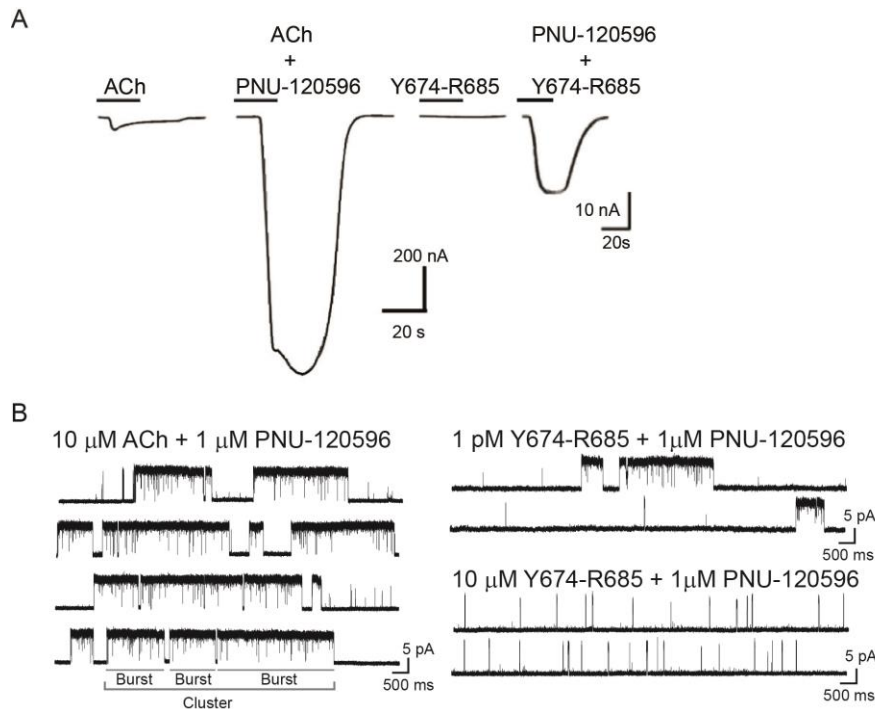 A
ACh
ACh
+
PNU-120596
Y674-R685
PNU-120596
+
Y674-R685
10 nA
20s
200 nA
20 s
B
10 μM ACh + 1 μM PNU-120596
5 pA
500 ms
Burst Burst Burst
Cluster
1 pM Y674-R685 + 1μM PNU-120596
5 pA
500 ms
10 μM Y674-R685 + 1μM PNU-120596
5 pA
500 ms